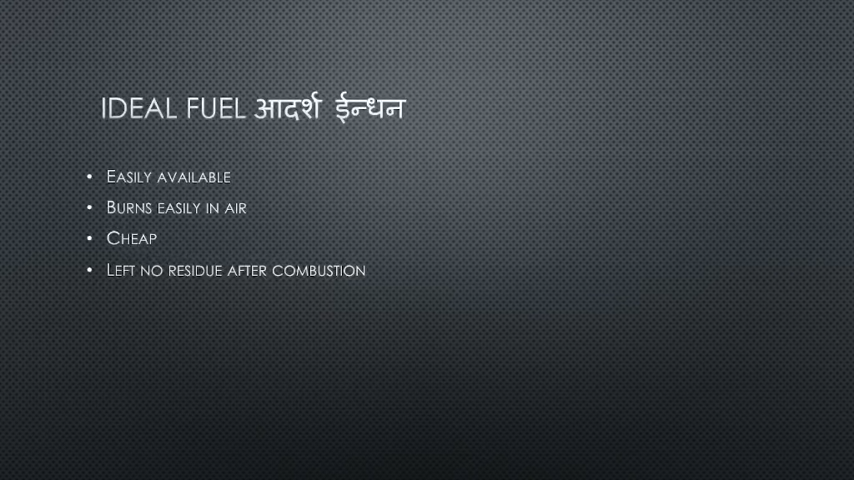 IDEAL FUEL आदर्श ईन्धन
• EASILY AVAILABLE
• BURNS EASILY IN AIR
• CHEAP
• LEFT NO RESIDUE AFTER COMBUSTION